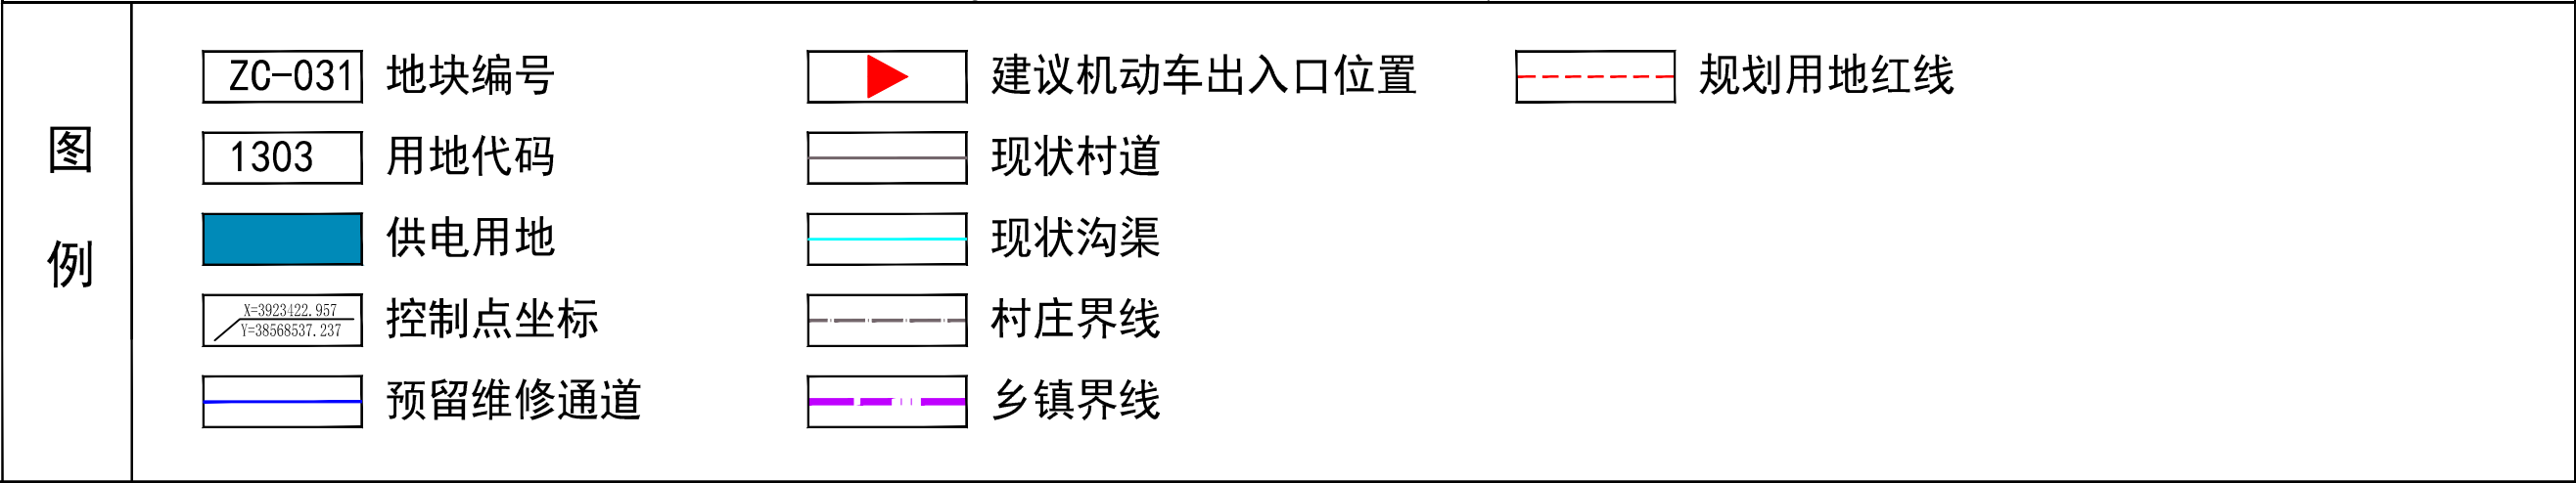 图例
ZC-031 地块编号
1303 用地代码
供电用地
X=3923422.957
Y=38568537.237
控制点坐标
预留维修通道
建议机动车出入口位置
现状村道
现状沟渠
村庄界线
乡镇界线
规划用地红线